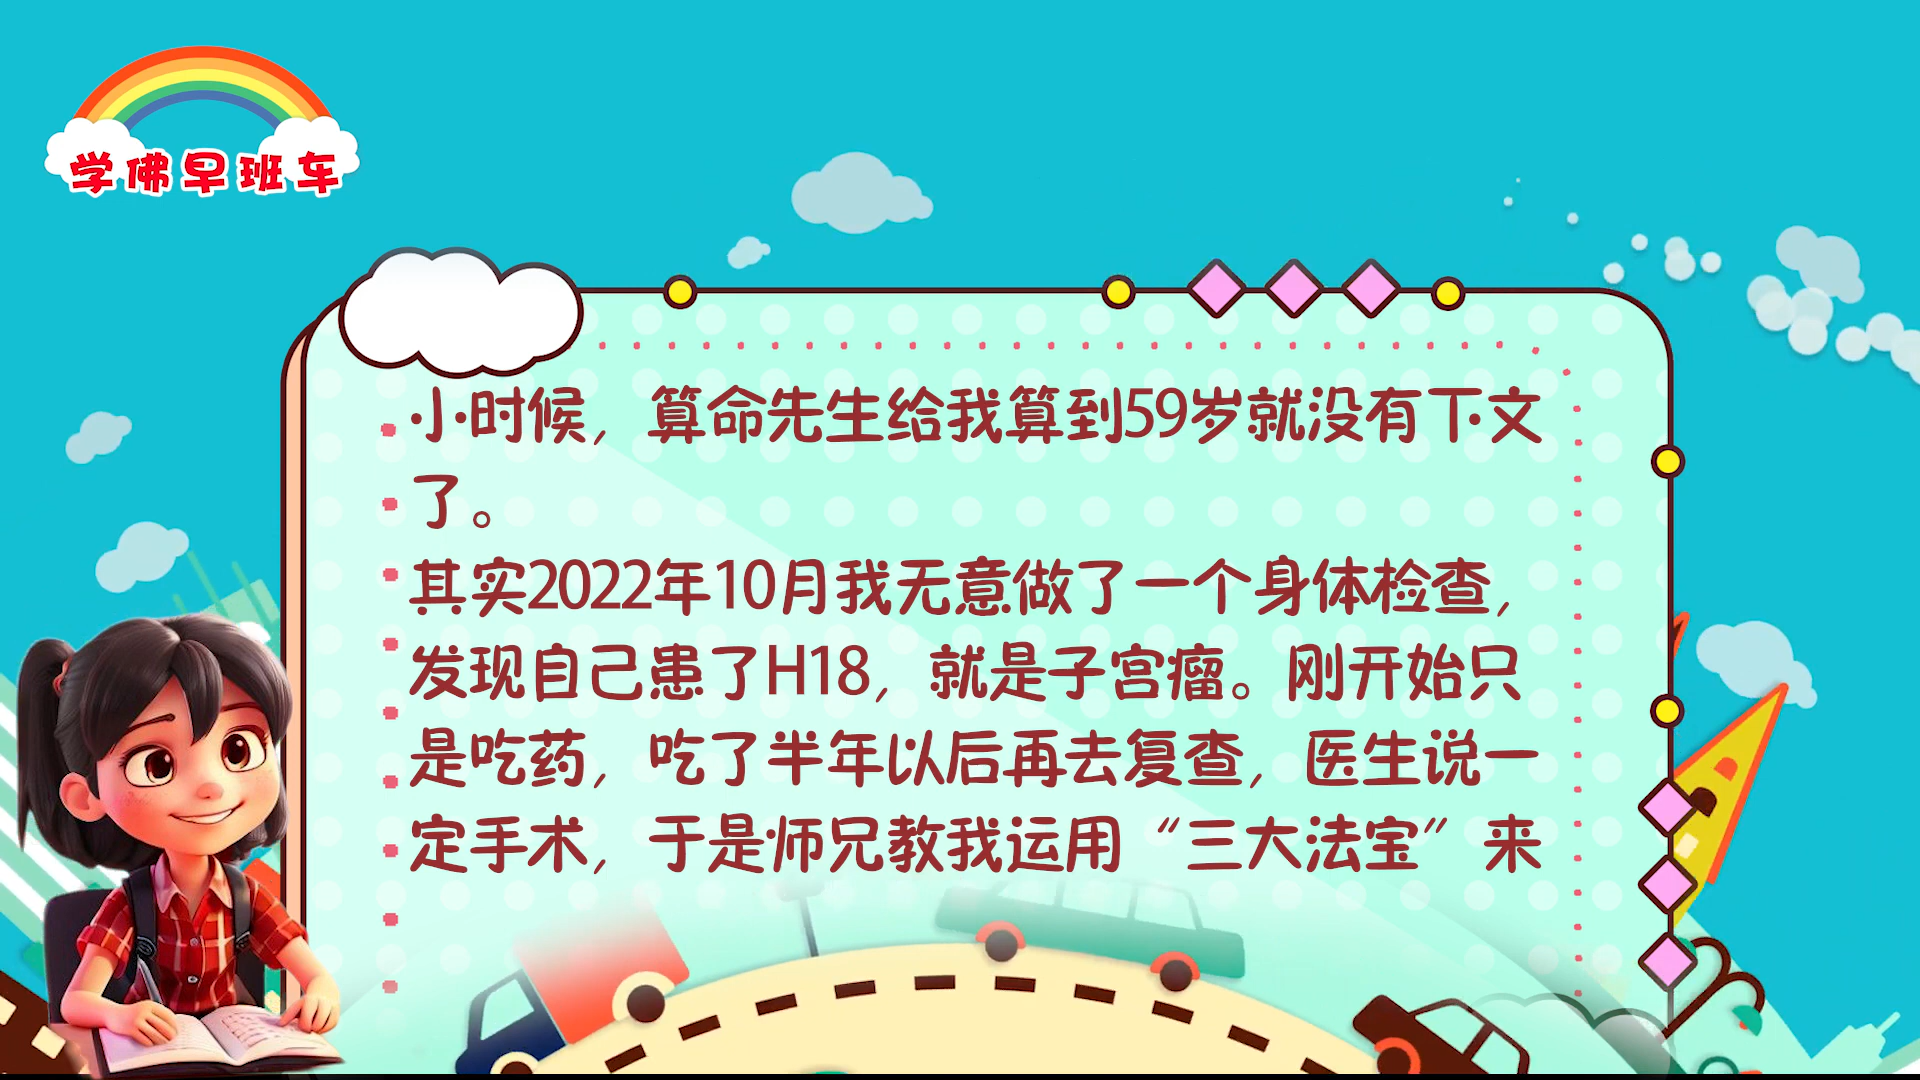 学佛早班车
小时候，算命先生给我算到59岁就没有下文
了。
其实2022年10月我无意做了一个身体检查，
发现自己患了H18，就是子宫瘤。刚开始只
是吃药，吃了半年以后再去复查，医生说一
定手术，于是师兄教我运用“三大法宝”来